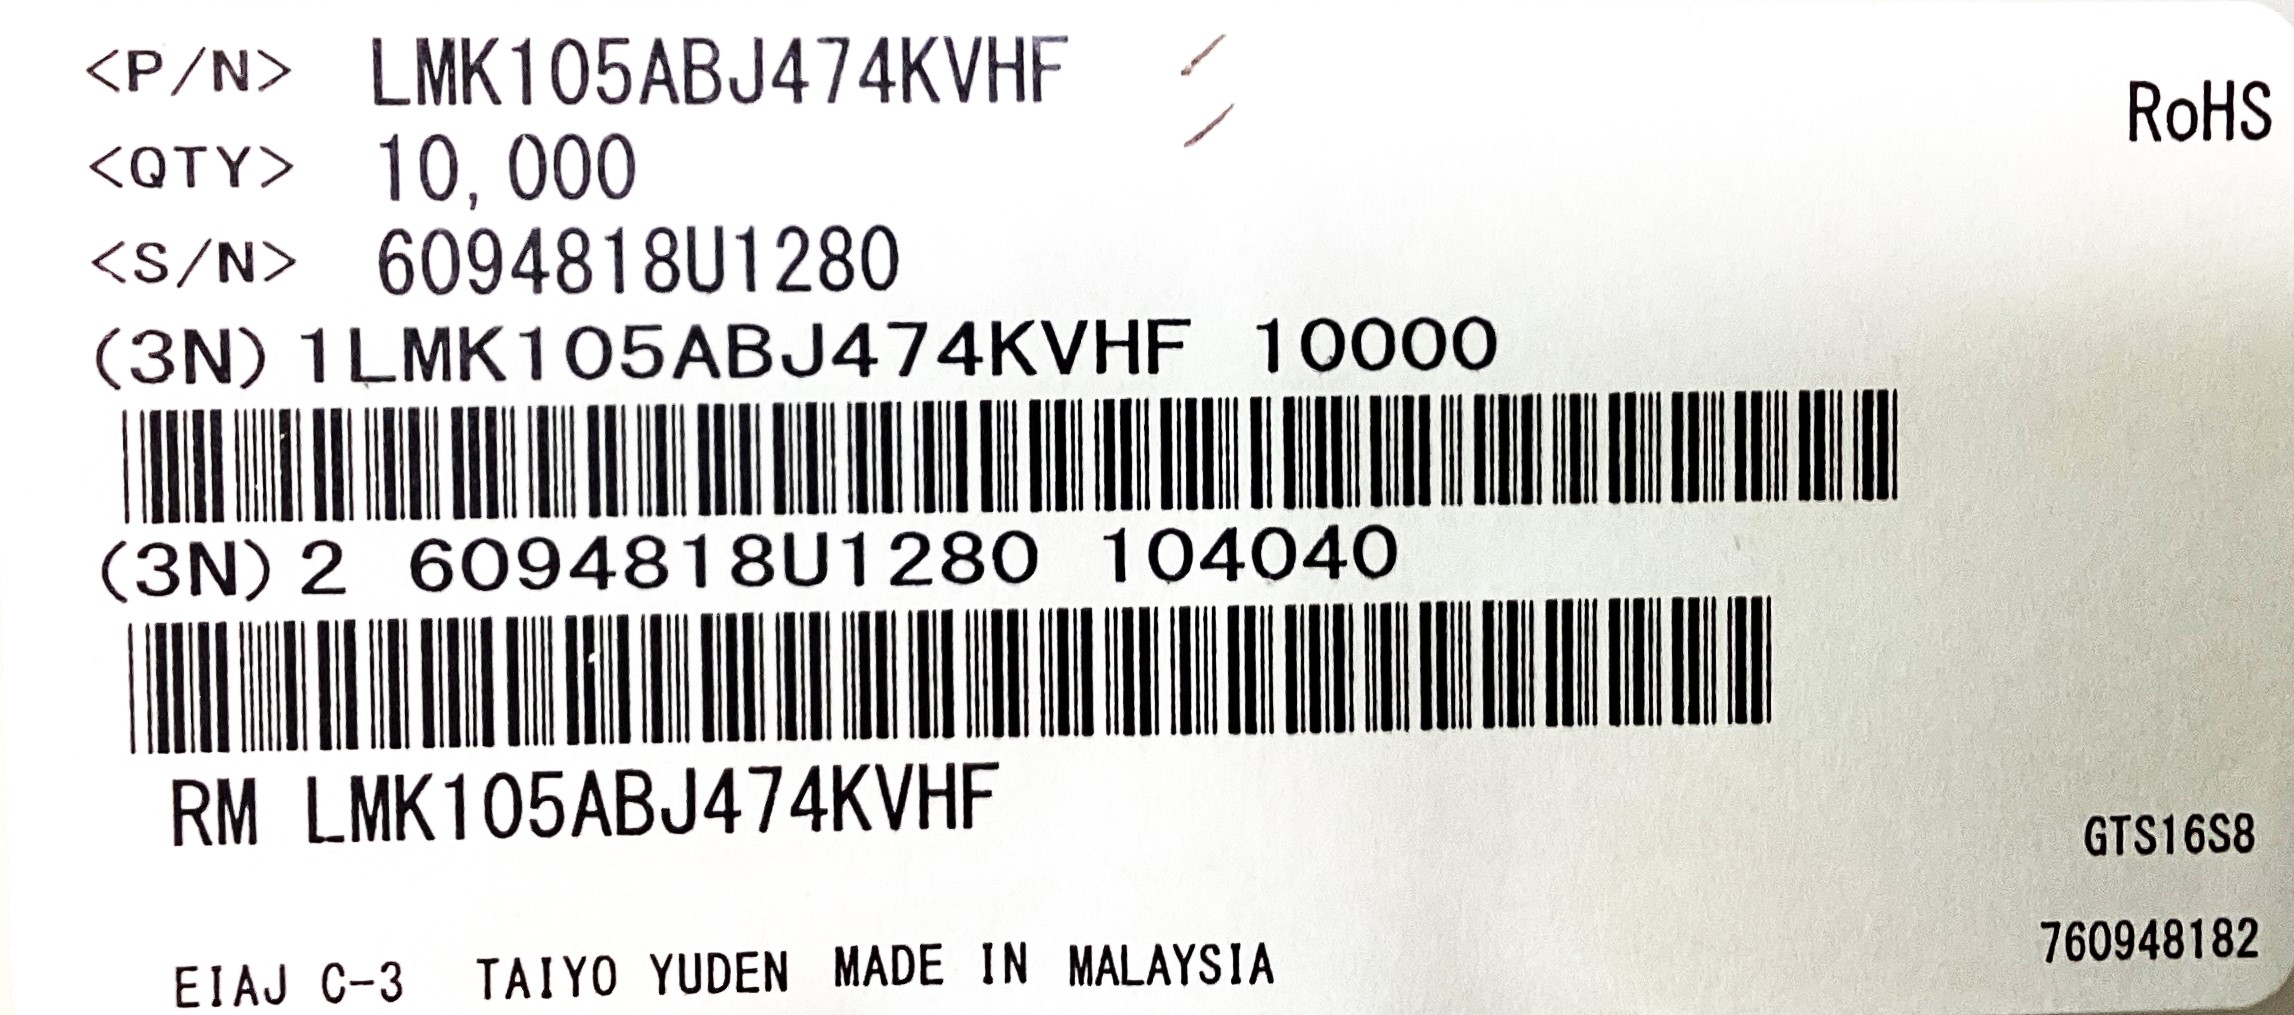 <P/N> LMK105ABJ474KVHF
RoHS
<QTY> 10,000
<S/N> 6094818U1280
(3N) 1LMK105ABJ474KVHF 10000
(3N) 2 6094818U1280 104040
RM LMK105ABJ474KVHF
GTS16S8
760948182
EIAJ C-3 TAIYO YUDEN MADE IN MALAYSIA